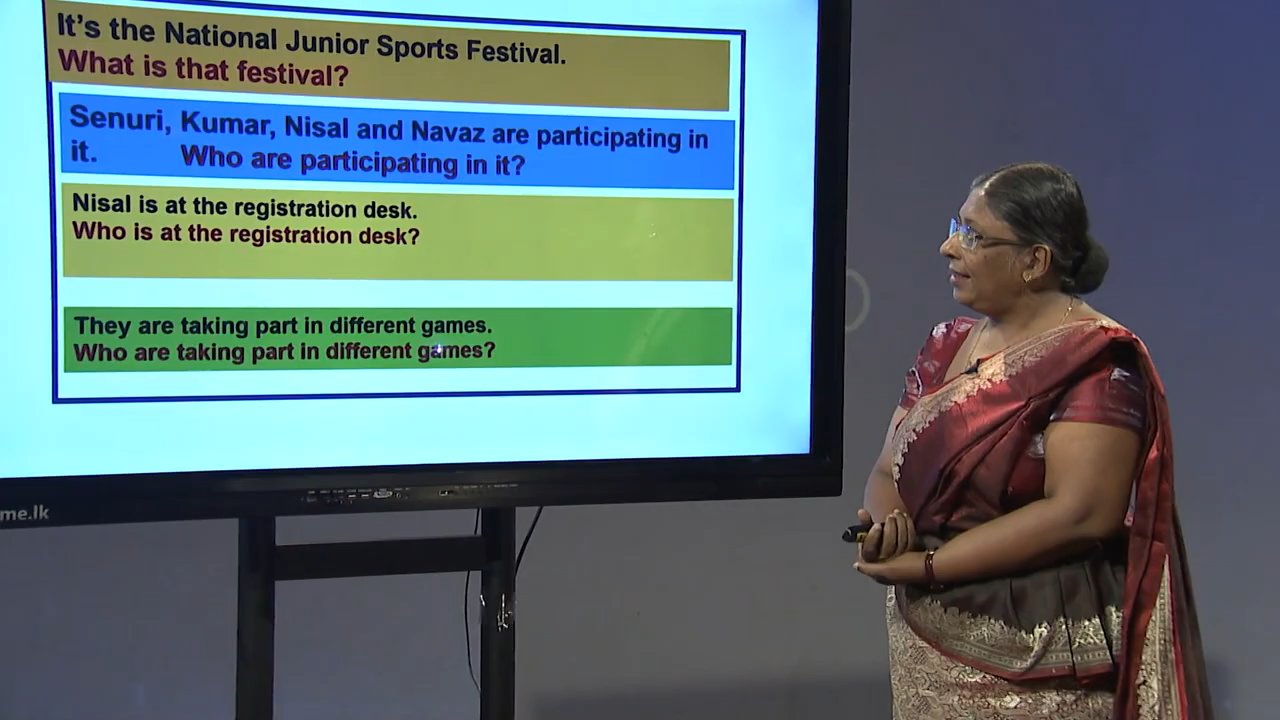 It's the National Junior Sports Festival.
What is that festival?
Senuri, Kumar, Nisal and Navaz are participating in
it. Who are participating in it?
Nisal is at the registration desk.
Who is at the registration desk?
They are taking part in different games.
Who are taking part in different games?
me.lk